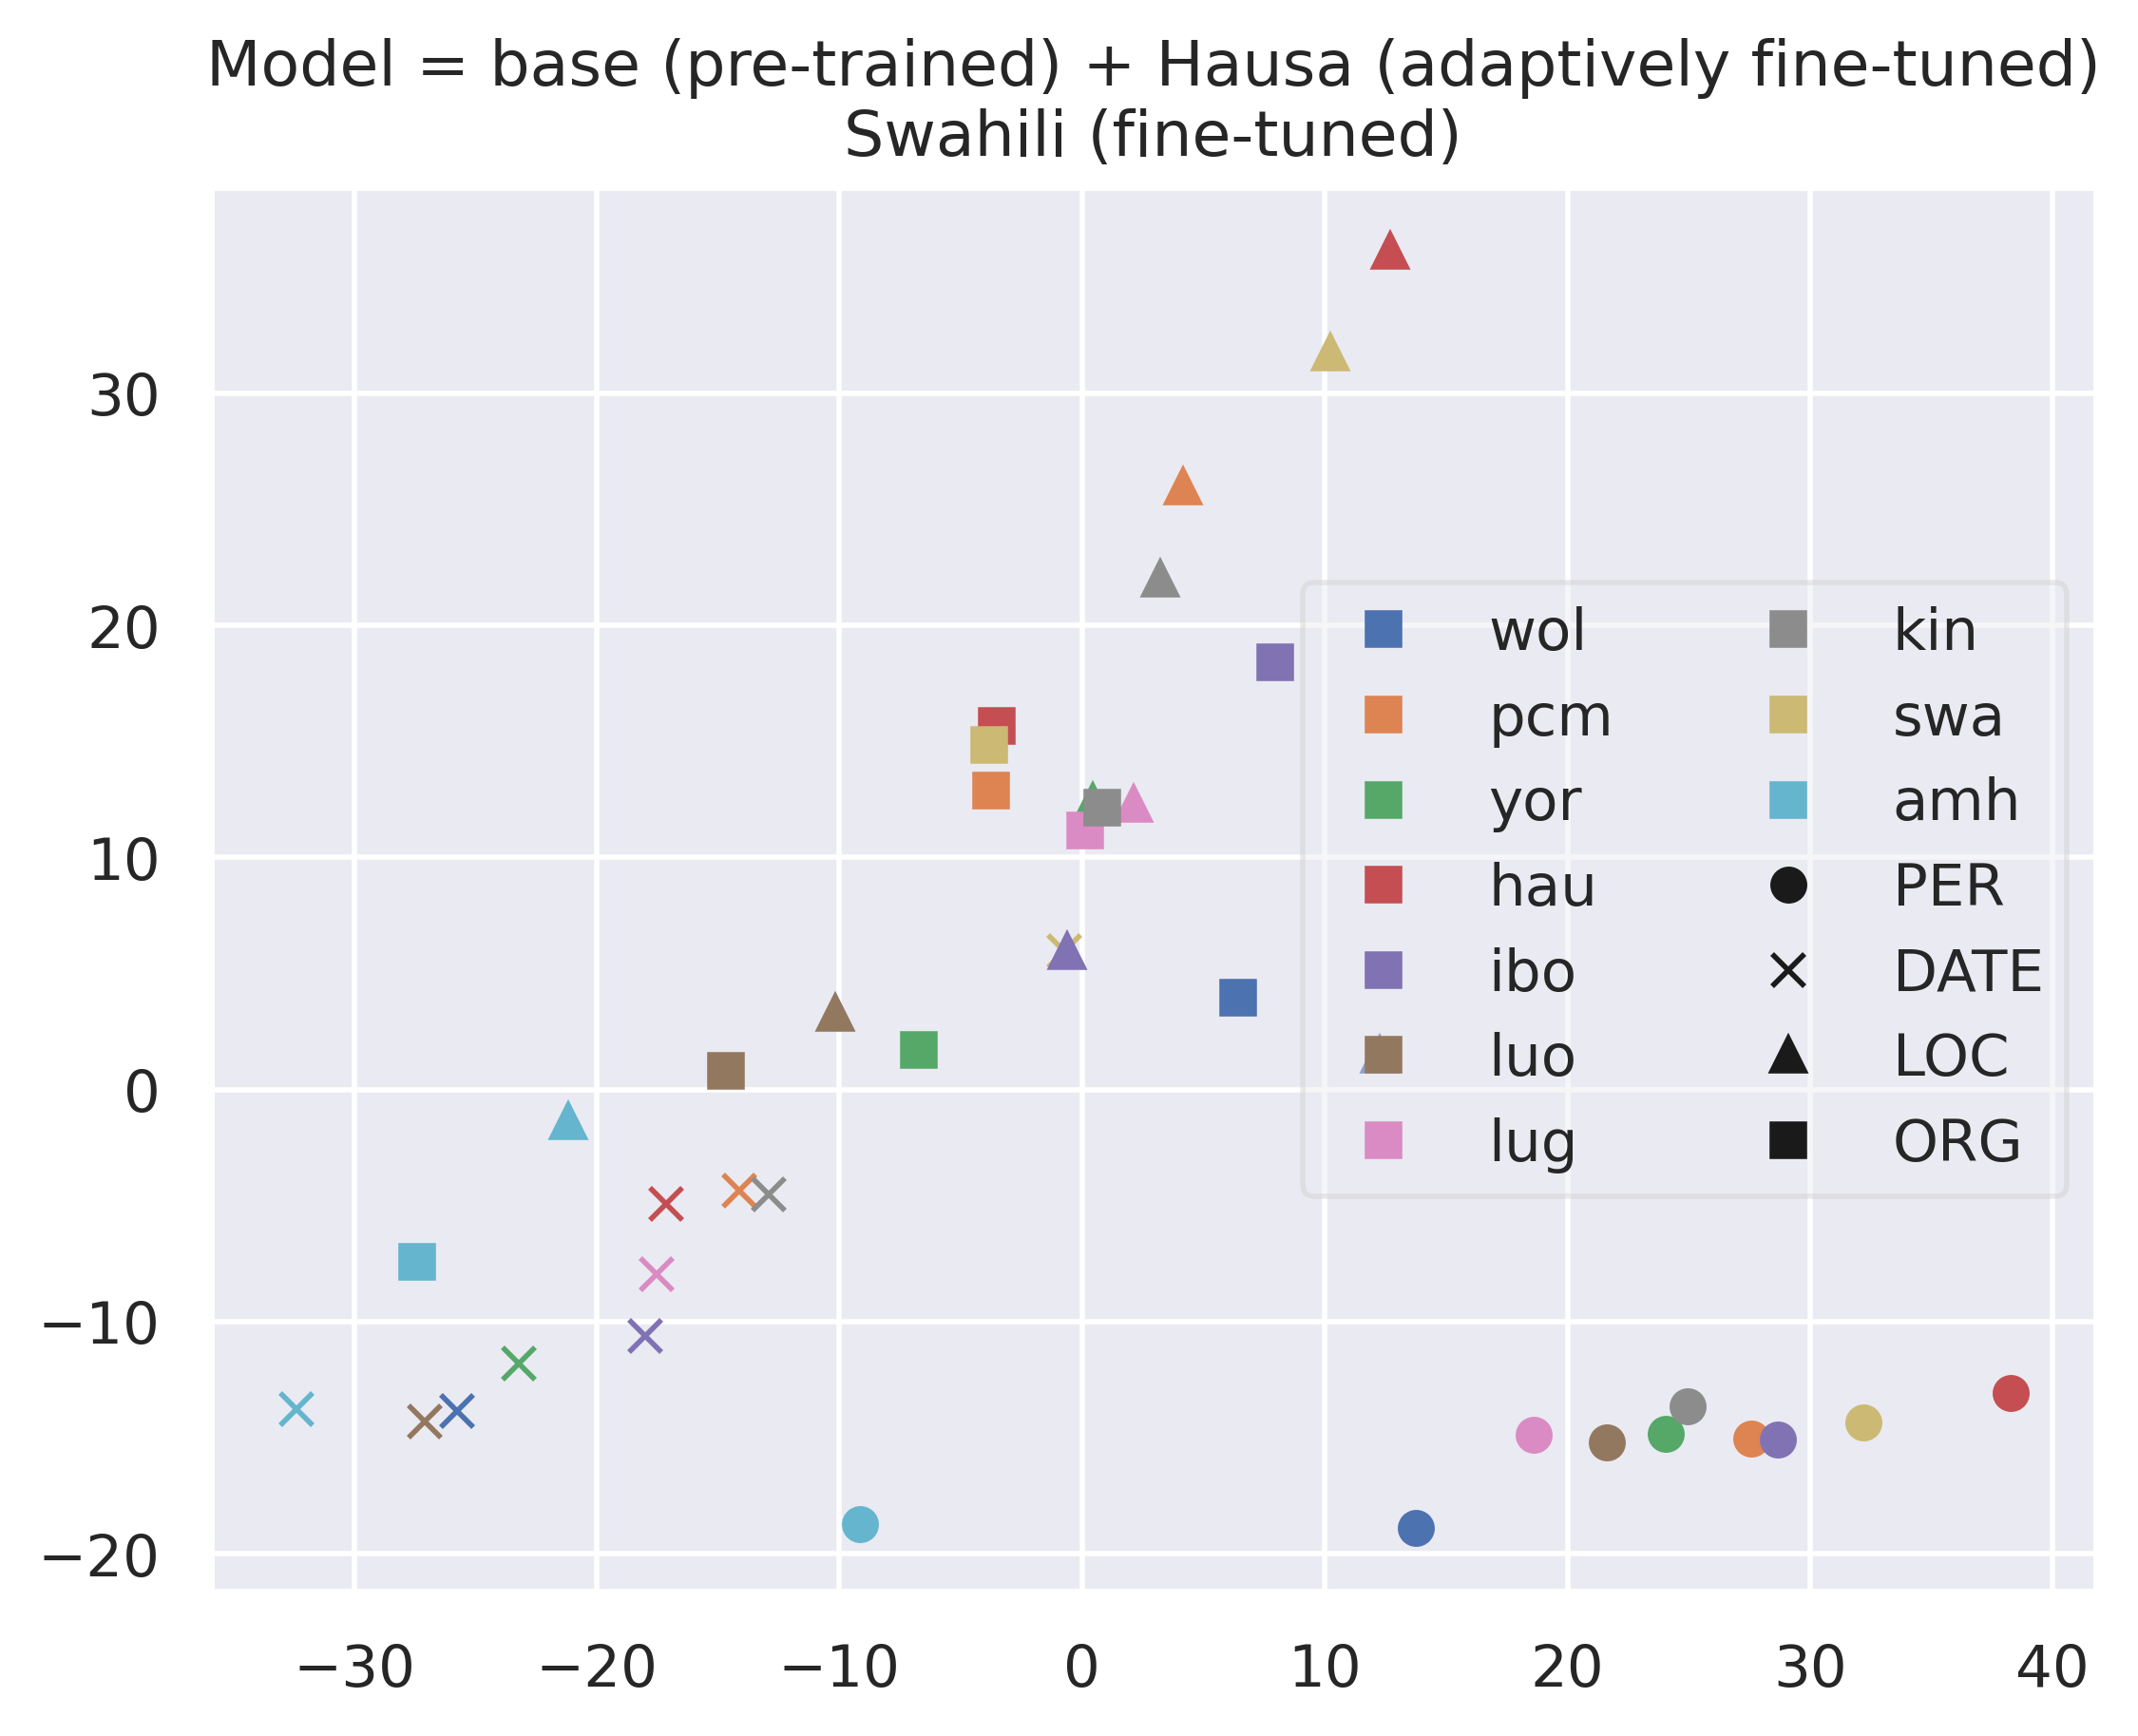 Model = base (pre-trained) + Hausa (adaptively fine-tuned)
Swahili (fine-tuned)
30
20
10
0
−10
−20
−30
−20
−10
0
10
20
30
40
wol
pcm
yor
hau
ibo
luo
lug
kin
swa
amh
PER
DATE
LOC
ORG